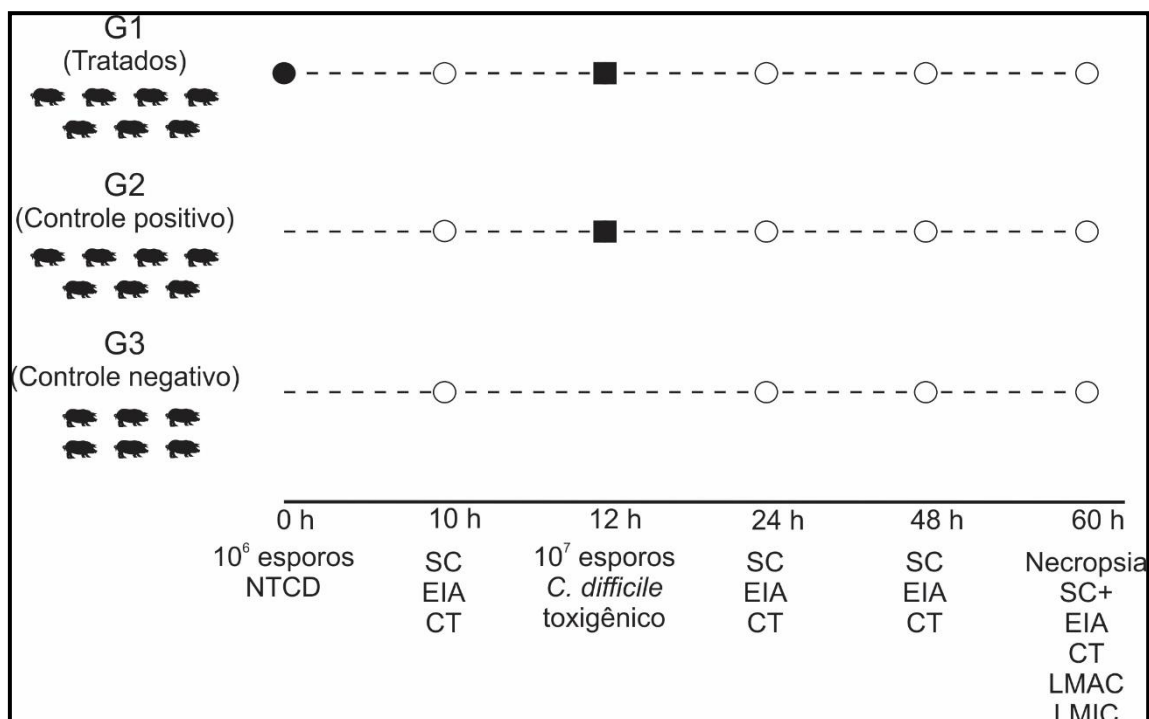 G1
(Tratados)
G2
(Controle positivo)
G3
(Controle negativo)
0 h
10⁶ esporos
NTCD
10 h
SC
EIA
CT
12 h
10⁷ esporos
C. difficile
toxigênico
24 h
SC
EIA
CT
48 h
SC
EIA
CT
60 h
Necropsia
SC+
EIA
CT
LMAC
LMIC